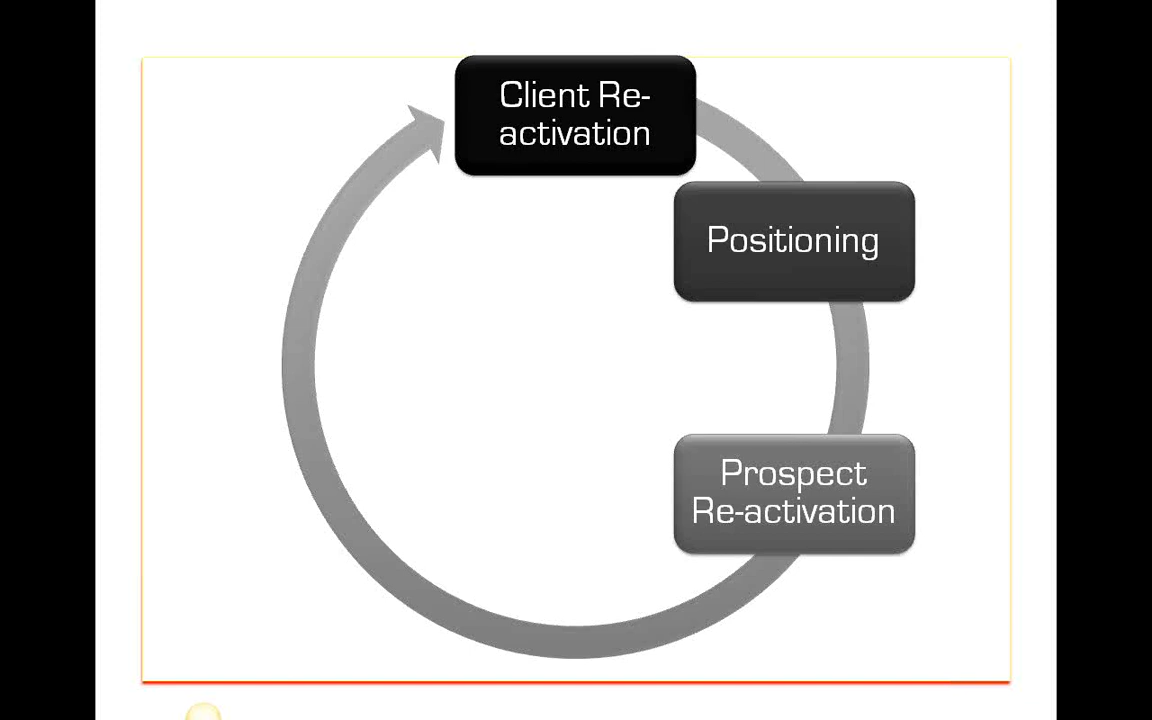 Client Re-
activation
Positioning
Prospect
Re-activation